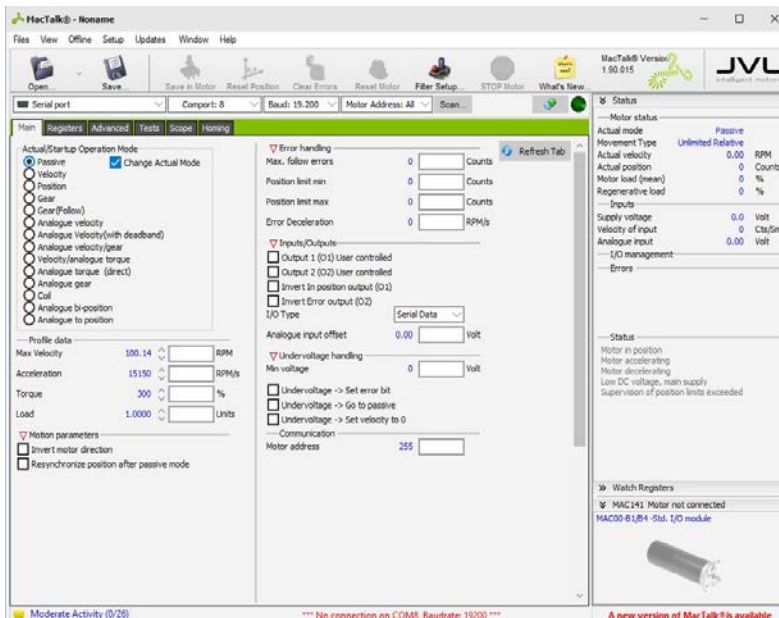 MacTalk® - Noname
Files View Offline Setup Updates Window Help
Open... Save... Save in Motor Reset Position Clear Errors Reset Motor Filter Setup... STOP Motor What's New...
MacTalk® Version
1.90.015
JVL
intelligent motors
Serial port Comport: 8 Baud: 19.200 Motor Address: All Scan...
Main Registers Advanced Tests Scope Homing
Actual/Startup Operation Mode
Passive Change Actual Mode
Velocity
Position
Gear
Gear(Follow)
Analogue velocity
Analogue Velocity(with deadband)
Analogue velocity/gear
Velocity/analogue torque
Analogue torque (direct)
Analogue gear
Coil
Analogue bi-position
Analogue to position
Profile data
Max Velocity 100.14 RPM
Acceleration 15150 RPM/s
Torque 300 %
Load 1.0000 Units
Motion parameters
Invert motor direction
Resynchronize position after passive mode
Error handling
Refresh Tab
Max. follow errors 0 Counts
Position limit min 0 Counts
Position limit max 0 Counts
Error Deceleration 0 RPM/s
Inputs/Outputs
Output 1 (O1) User controlled
Output 2 (O2) User controlled
Invert In position output (O1)
Invert Error output (O2)
I/O Type Serial Data
Analogue input offset 0.00 Volt
Undervoltage handling
Min voltage 0 Volt
Undervoltage -> Set error bit
Undervoltage -> Go to passive
Undervoltage -> Set velocity to 0
Communication
Motor address 255
Status
Motor status
Actual mode Passive
Movement Type Unlimited Relative
Actual velocity 0.00 RPM
Actual position 0 Counts
Motor load (mean) 0 %
Regenerative load 0 %
Inputs
Supply voltage 0.0 Volt
Velocity of input 0 Cts/Sm
Analogue input 0.00 Volt
I/O management
Errors
Status
Motor in position
Motor accelerating
Motor decelerating
Low DC voltage, main supply
Supervision of position limits exceeded
Watch Registers
MAC141 Motor not connected
MAC00-B1/B4 -Std. I/O module
Moderate Activity (0/26)
*** No connection on COM8. Baudrate: 19200 ***
A new version of MacTalk® is available